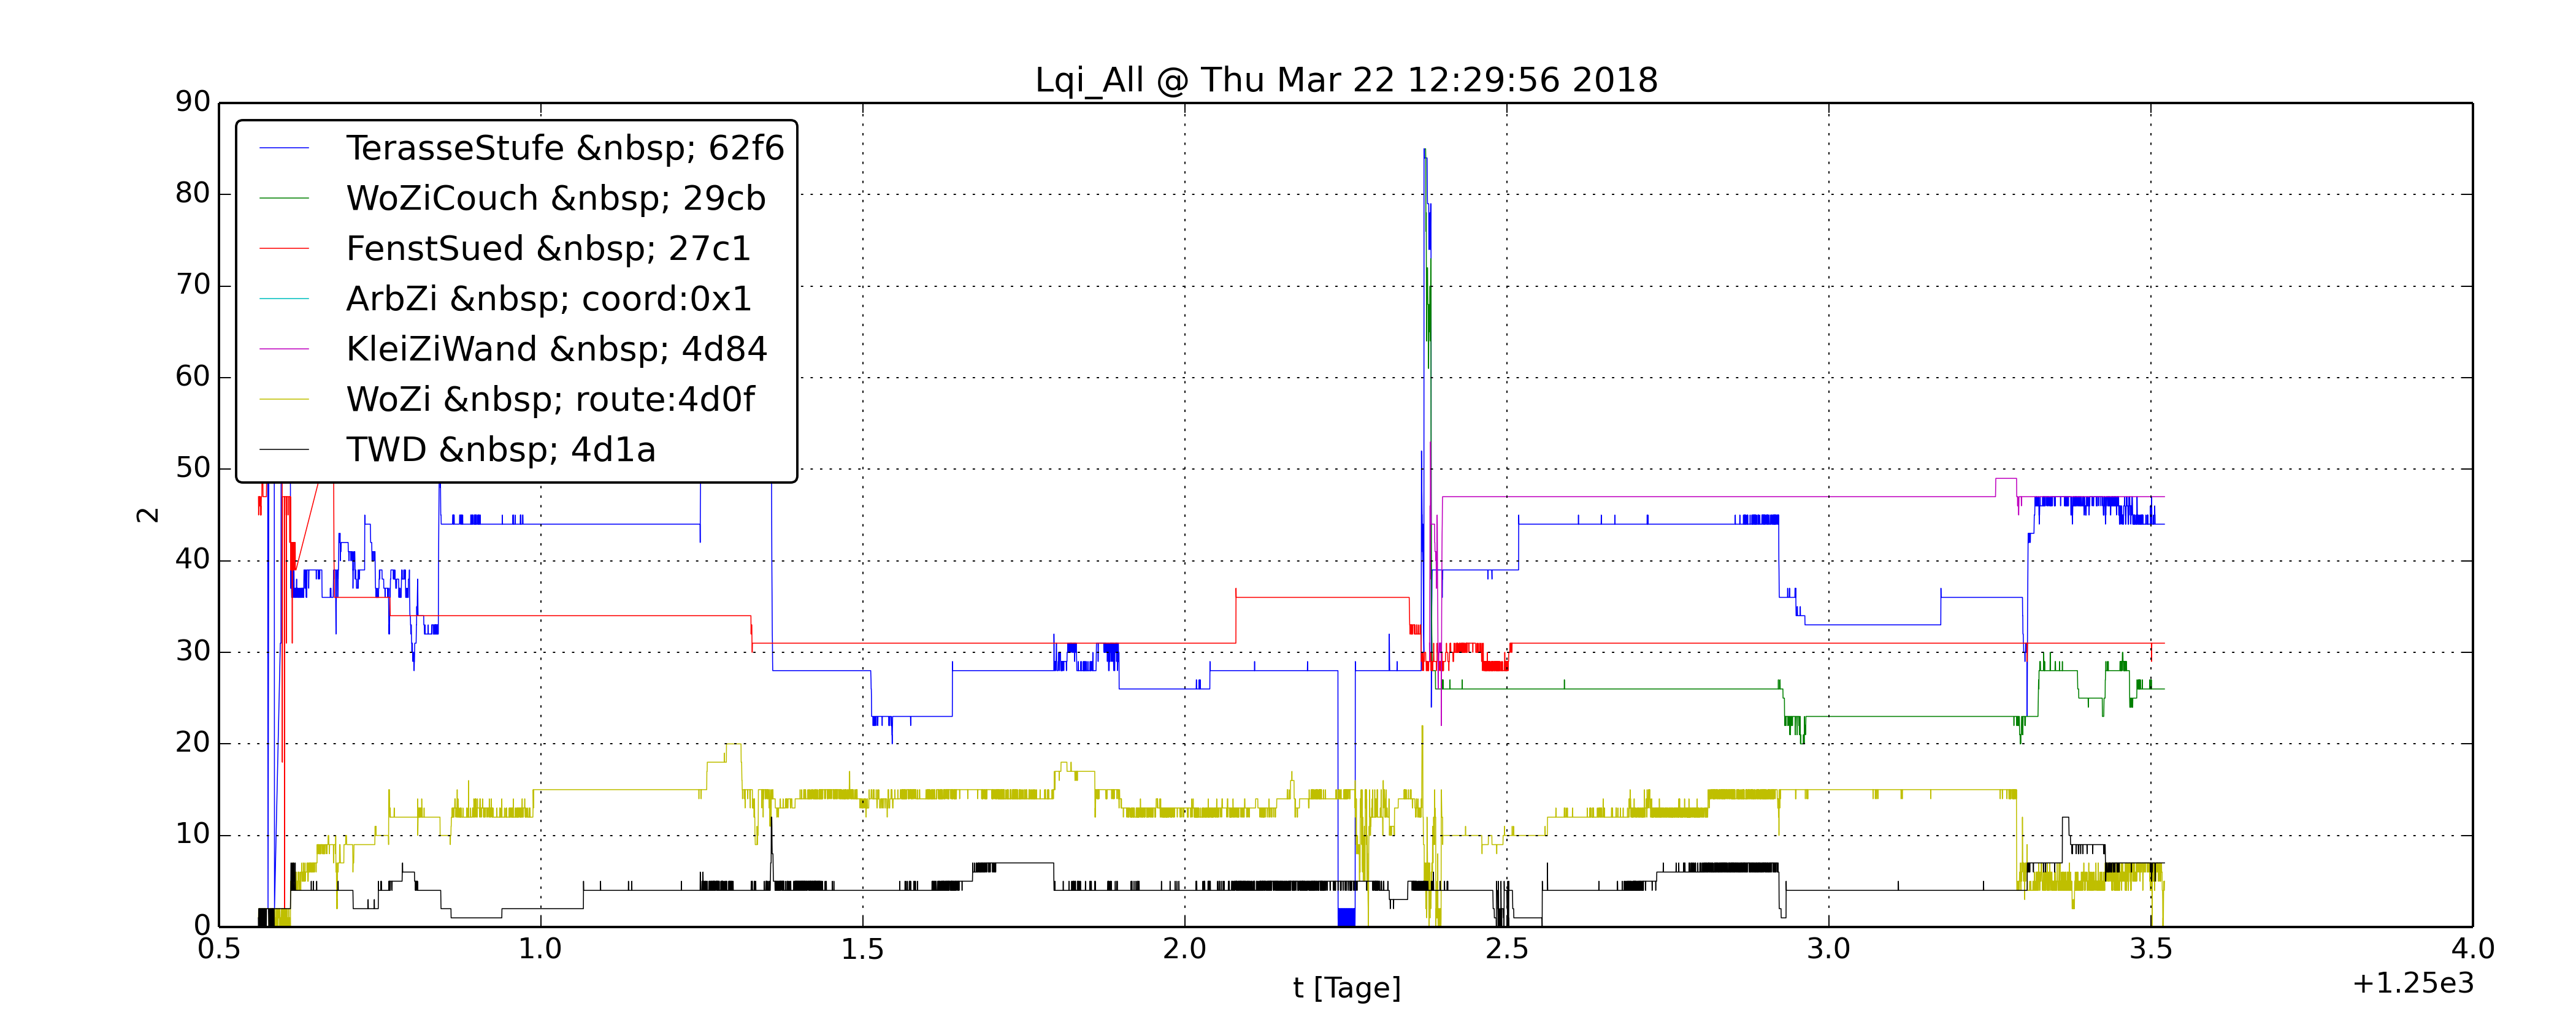 Lqi_All @ Thu Mar 22 12:29:56 2018
90
80
70
60
50
40
30
20
10
0
2
TerasseStufe &nbsp; 62f6
WoZiCouch &nbsp; 29cb
FenstSued &nbsp; 27c1
ArbZi &nbsp; coord:0x1
KleiZiWand &nbsp; 4d84
WoZi &nbsp; route:4d0f
TWD &nbsp; 4d1a
0.5 1.0 1.5 2.0 2.5 3.0 3.5 4.0
t [Tage]
+1.25e3